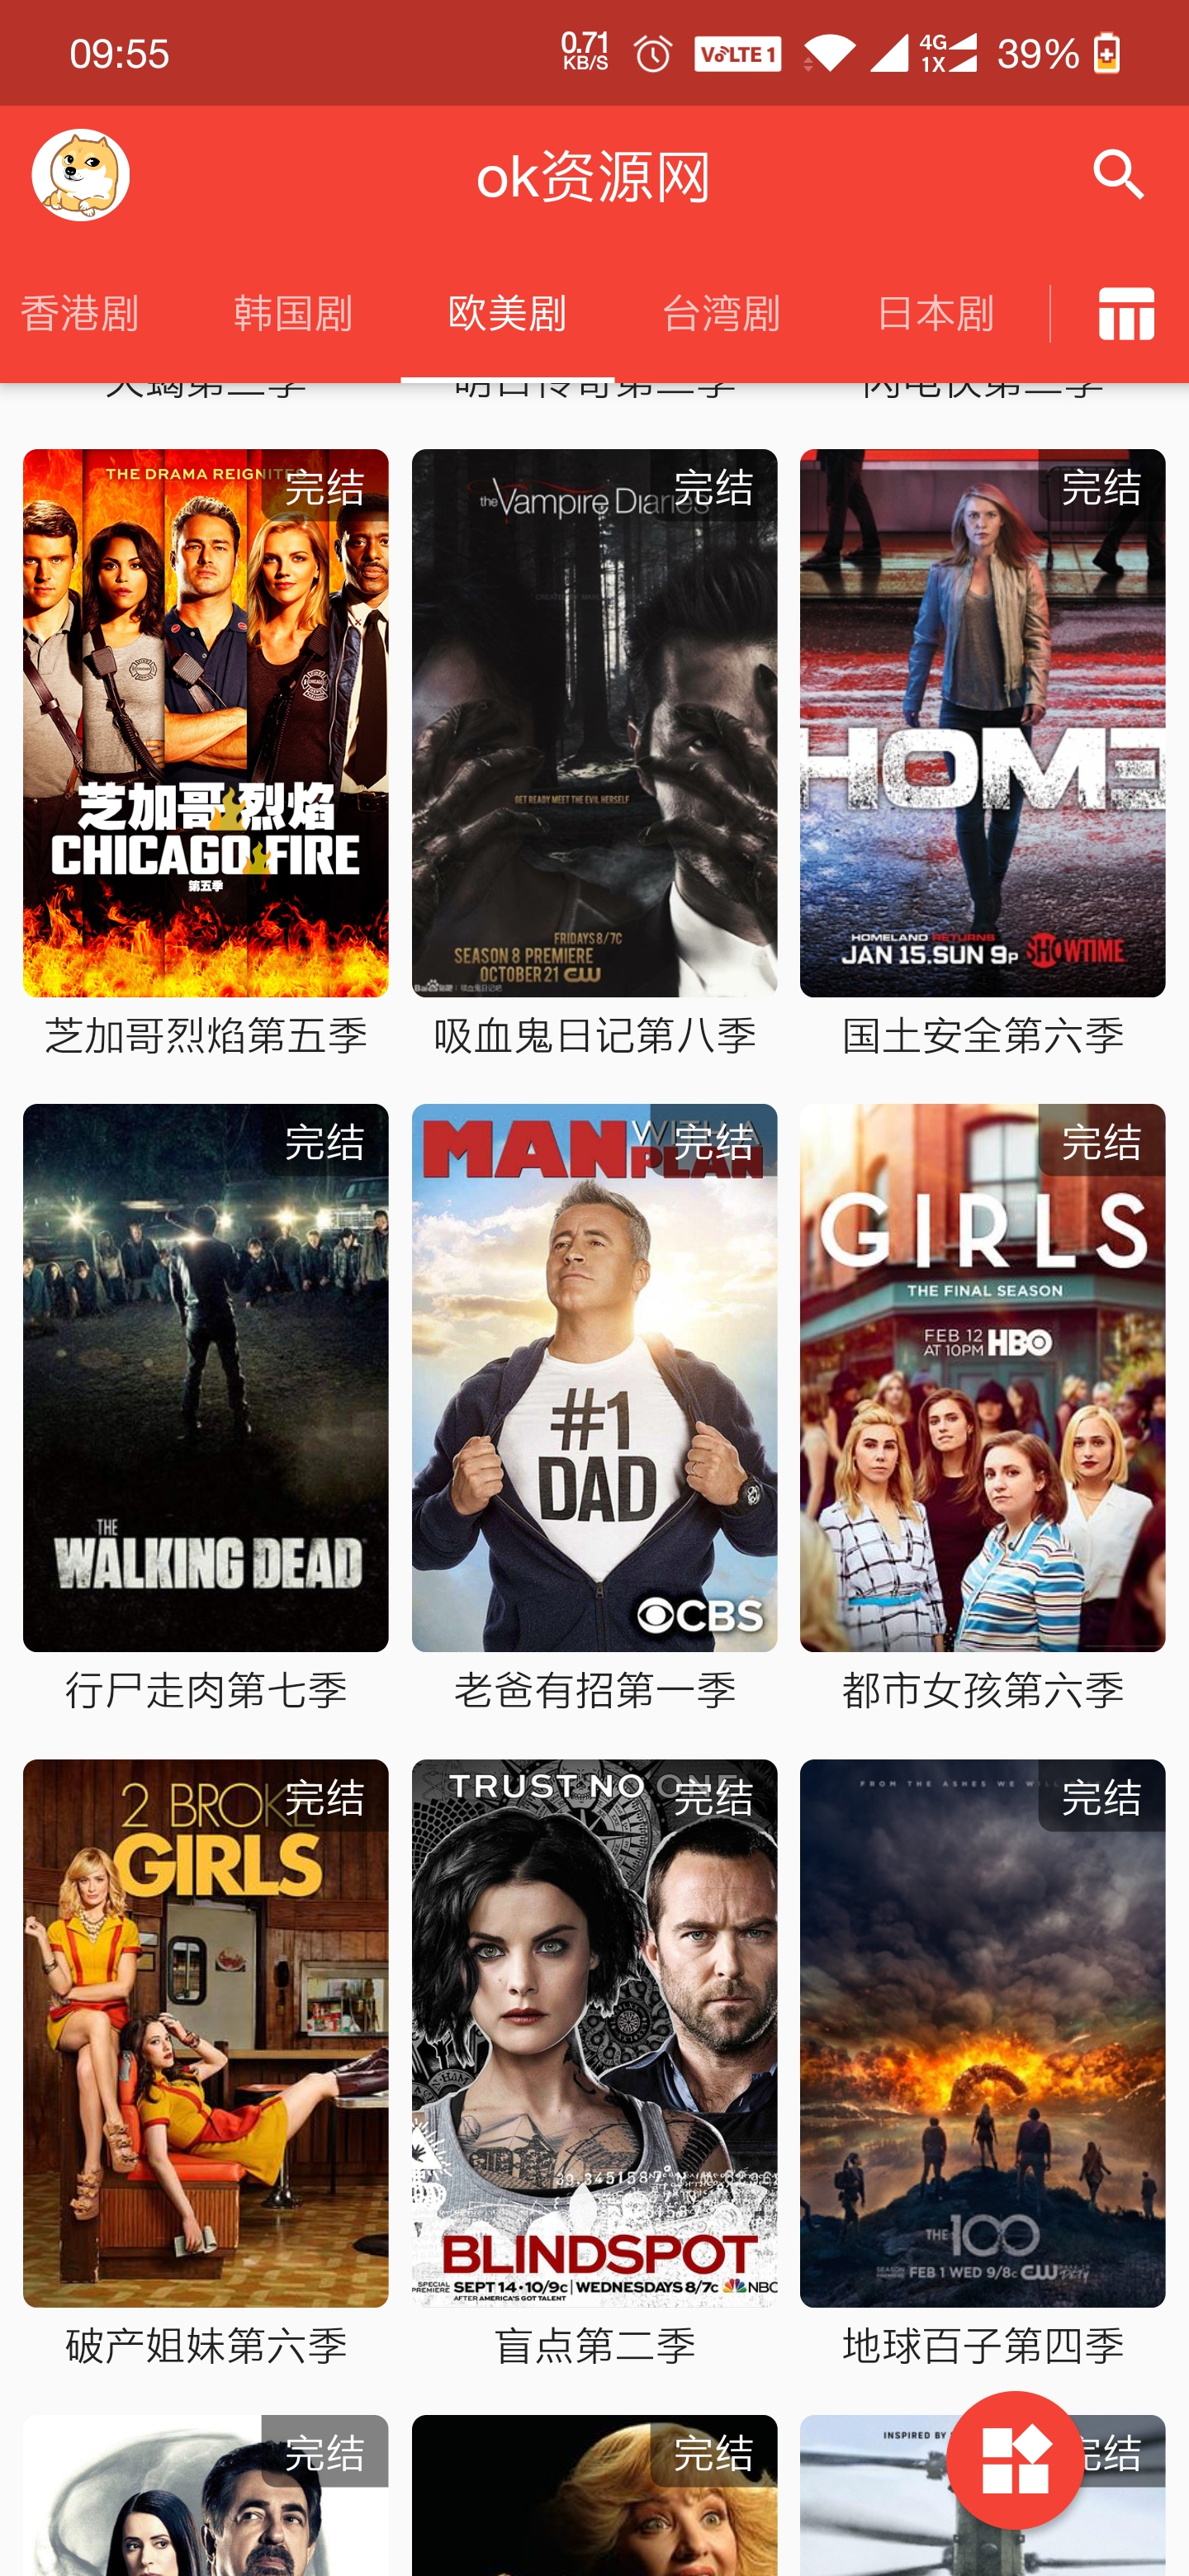 09:55
0.71
KB/S
VoLTE 1
4G
1X
39%
ok资源网
香港剧
韩国剧
欧美剧
台湾剧
日本剧
THE DRAMA REIGNITES
完结
芝加哥烈焰
CHICAGO FIRE
第五季
芝加哥烈焰第五季
the Vampire Diaries
完结
GET READY MEET THE EVIL HERSELF
FRIDAYS 8/7C
SEASON 8 PREMIERE
OCTOBER 21 CW
吸血鬼日记第八季
完结
HOME
HOMELAND RETURNS
JAN 15.SUN 9P SHOWTIME
国土安全第六季
完结
THE
WALKING DEAD
行尸走肉第七季
MAN WITH A
PLAN
完结
#1
DAD
CBS
老爸有招第一季
完结
GIRLS
THE FINAL SEASON
FEB 12
AT 10PM HBO
都市女孩第六季
2 BROKE
完结
GIRLS
破产姐妹第六季
TRUST NO ONE
完结
39.345158
BLINDSPOT
SPECIAL
PREMIERE
SEPT 14·10/9c | WEDNESDAYS 8/7c NBC
AFTER AMERICA'S GOT TALENT
盲点第二季
FROM THE ASHES WE WILL
完结
THE 100
FEB 1 WED 9/8c CW
地球百子第四季
完结
完结
INSPIRED BY
完结